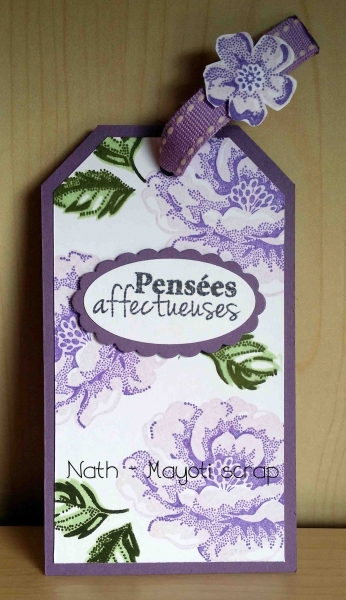 Pensées
affectueuses
Nath - Mayoti scrap